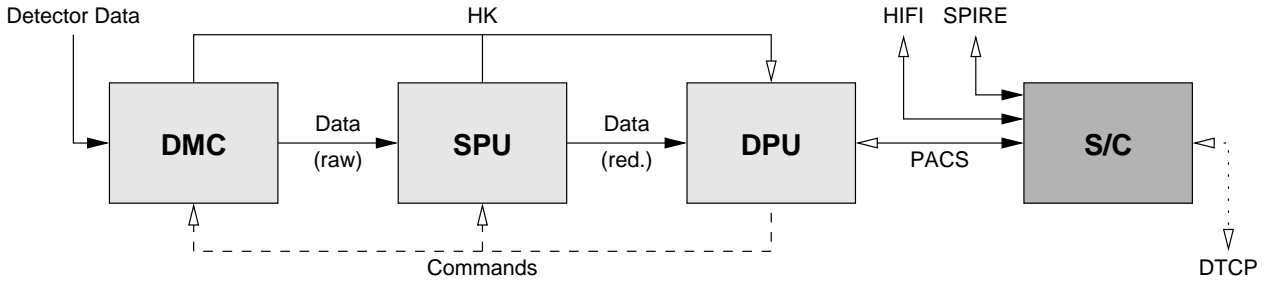 Detector Data
HK
HIFI
SPIRE
DMC
Data
(raw)
SPU
Data
(red.)
DPU
PACS
S/C
Commands
DTCP